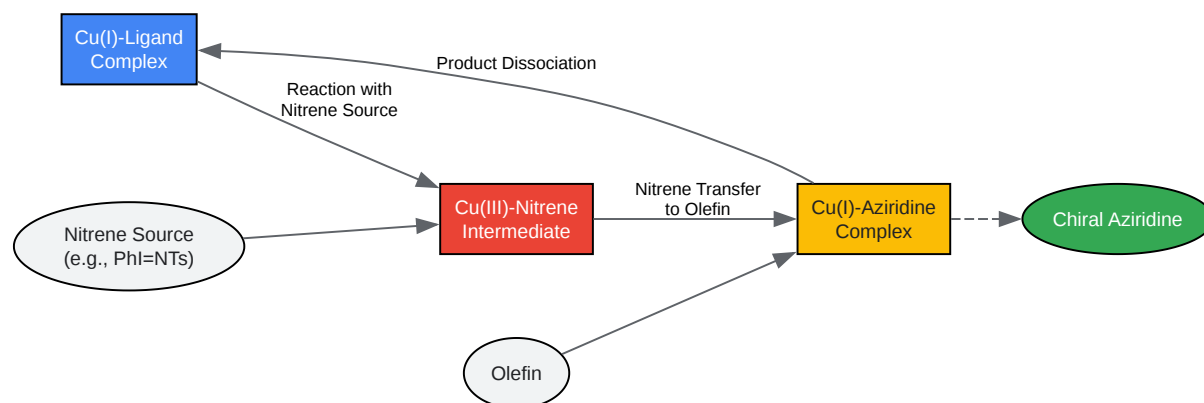 Cu(I)-Ligand
Complex
Product Dissociation
Reaction with
Nitrene Source
Nitrene Source
(e.g., PhI=NTs)
Cu(III)-Nitrene
Intermediate
Nitrene Transfer
to Olefin
Cu(I)-Aziridine
Complex
Chiral Aziridine
Olefin